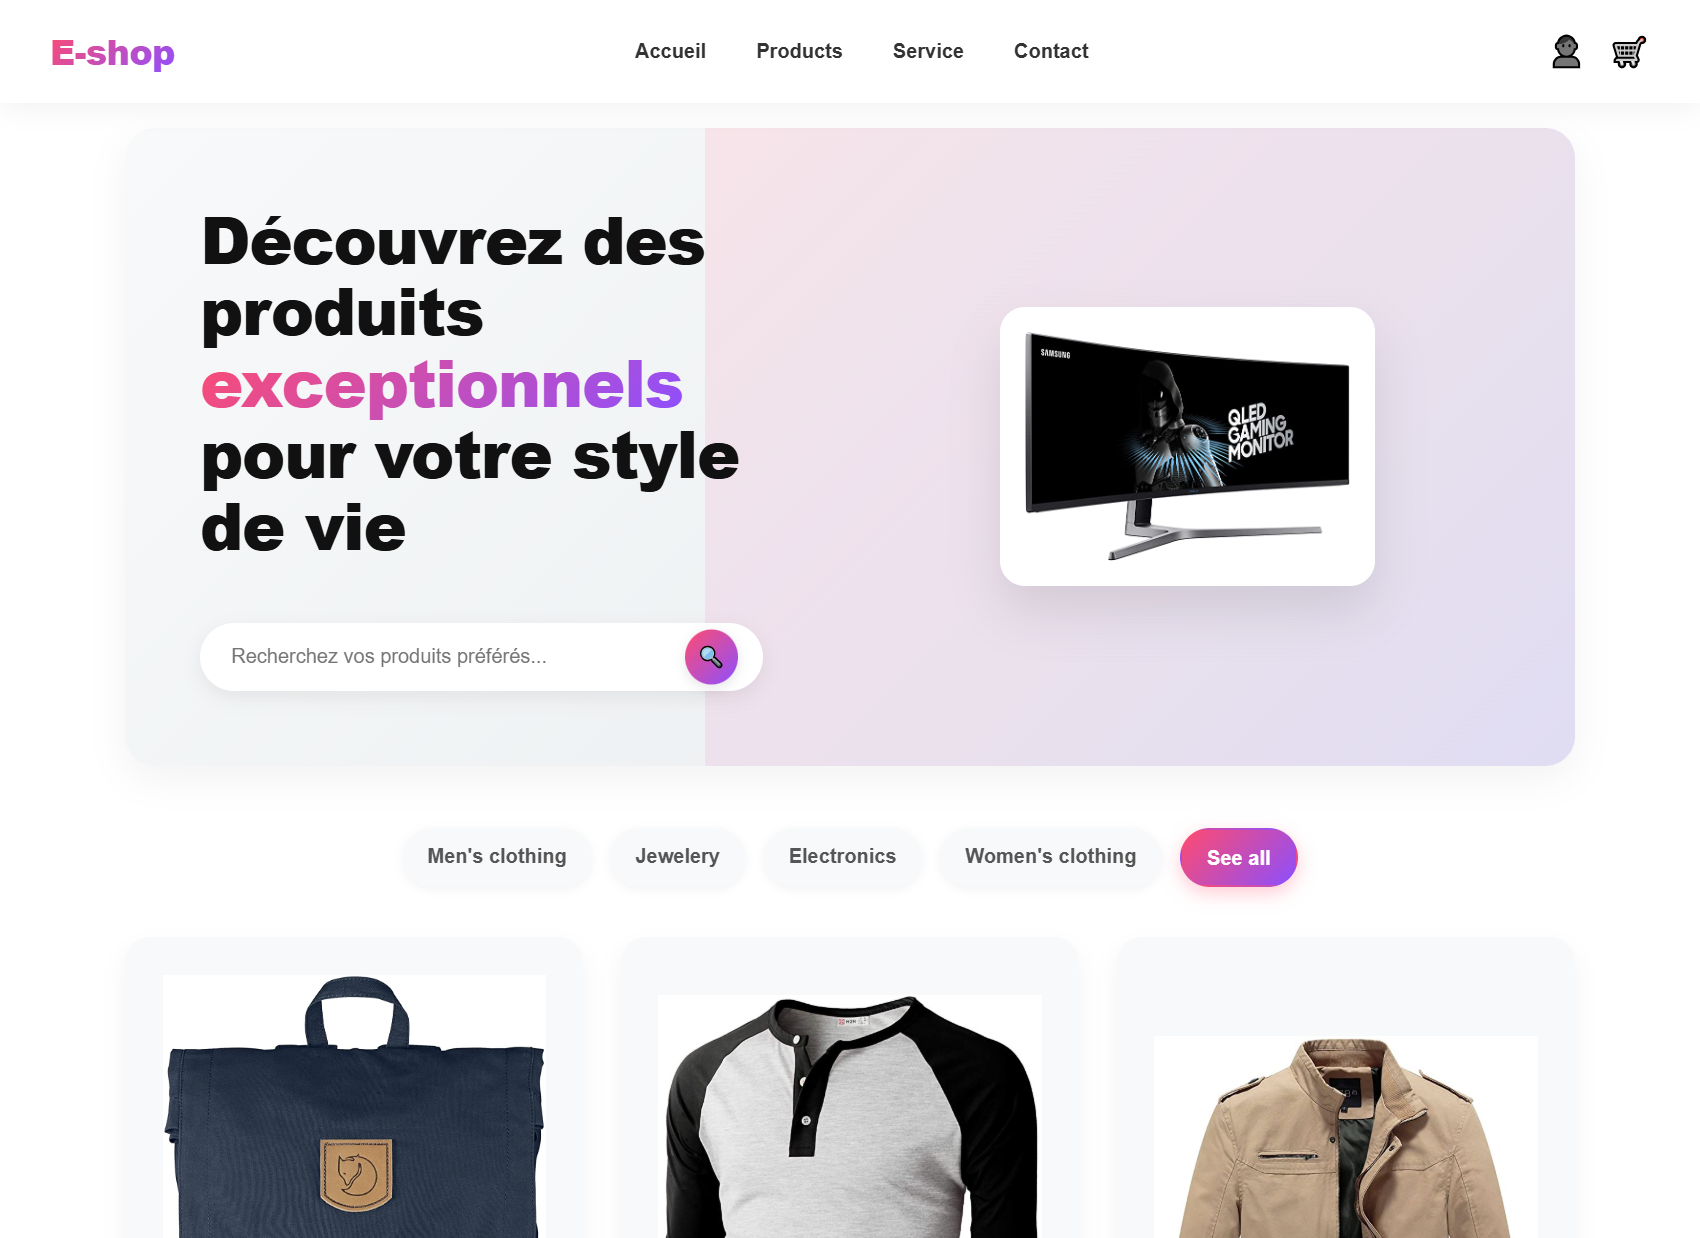 E-shop
Accueil
Products
Service
Contact
Découvrez des
produits
exceptionnels
pour votre style
de vie
SAMSUNG
QLED
GAMING
MONITOR
Recherchez vos produits préférés...
Men's clothing
Jewelery
Electronics
Women's clothing
See all